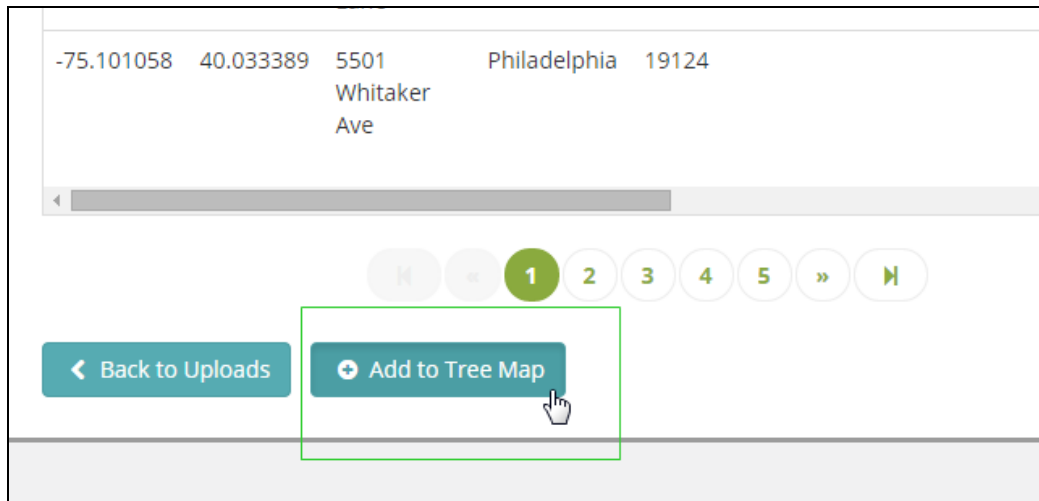 -75.101058 40.033389 5501 Philadelphia 19124
Whitaker
Ave
« 1 2 3 4 5 »
Back to Uploads Add to Tree Map